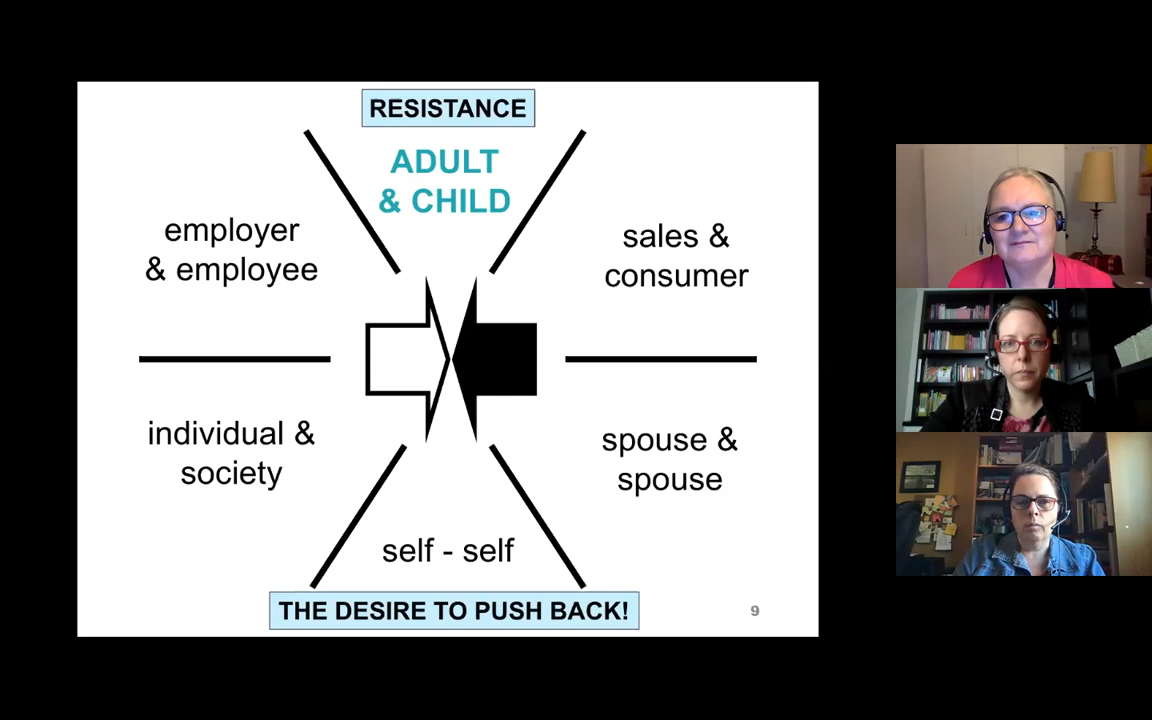 RESISTANCE
ADULT
& CHILD
employer
& employee
sales &
consumer
individual &
society
spouse &
spouse
self - self
THE DESIRE TO PUSH BACK!
9